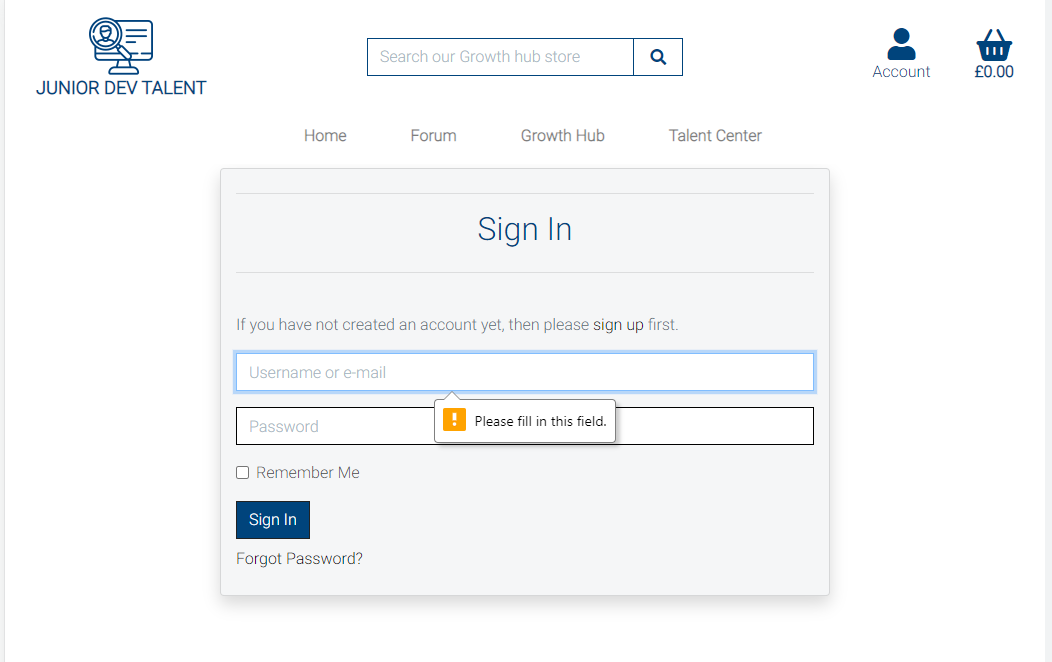 JUNIOR DEV TALENT
Search our Growth hub store
Account
£0.00
Home Forum Growth Hub Talent Center
Sign In
If you have not created an account yet, then please sign up first.
Username or e-mail
Please fill in this field.
Password
Remember Me
Sign In
Forgot Password?